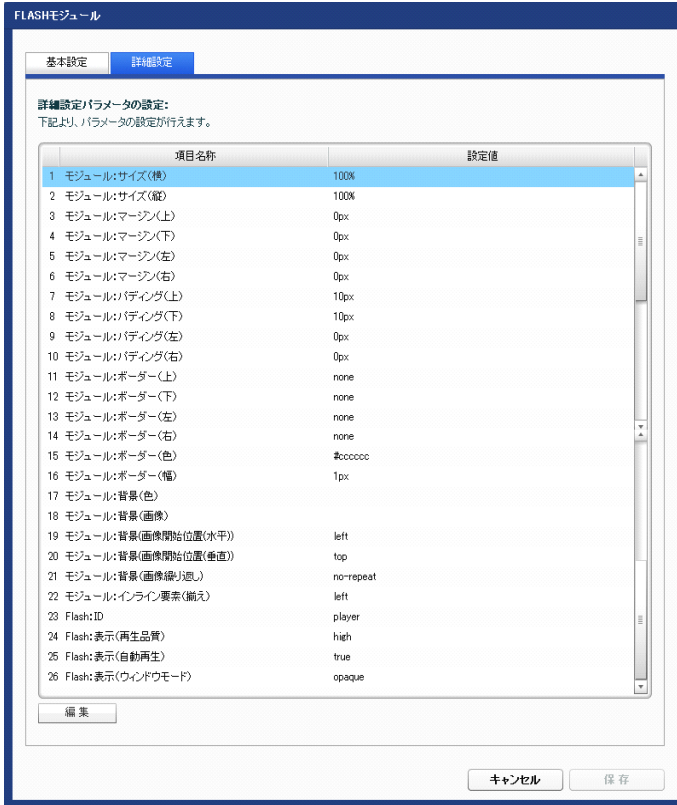 FLASHモジュール
基本設定 詳細設定
詳細設定パラメータの設定:
下記より、パラメータの設定が行えます。
項目名称 設定値
1 モジュール:サイズ(横) 100%
2 モジュール:サイズ(縦) 100%
3 モジュール:マージン(上) 0px
4 モジュール:マージン(下) 0px
5 モジュール:マージン(左) 0px
6 モジュール:マージン(右) 0px
7 モジュール:パディング(上) 10px
8 モジュール:パディング(下) 10px
9 モジュール:パディング(左) 0px
10 モジュール:パディング(右) 0px
11 モジュール:ボーダー(上) none
12 モジュール:ボーダー(下) none
13 モジュール:ボーダー(左) none
14 モジュール:ボーダー(右) none
15 モジュール:ボーダー(色) #cccccc
16 モジュール:ボーダー(幅) 1px
17 モジュール:背景(色)
18 モジュール:背景(画像)
19 モジュール:背景(画像開始位置(水平)) left
20 モジュール:背景(画像開始位置(垂直)) top
21 モジュール:背景(画像繰り返し) no-repeat
22 モジュール:インライン要素(揃え) left
23 Flash:ID player
24 Flash:表示(再生品質) high
25 Flash:表示(自動再生) true
26 Flash:表示(ウィンドウモード) opaque
編集
キャンセル 保存